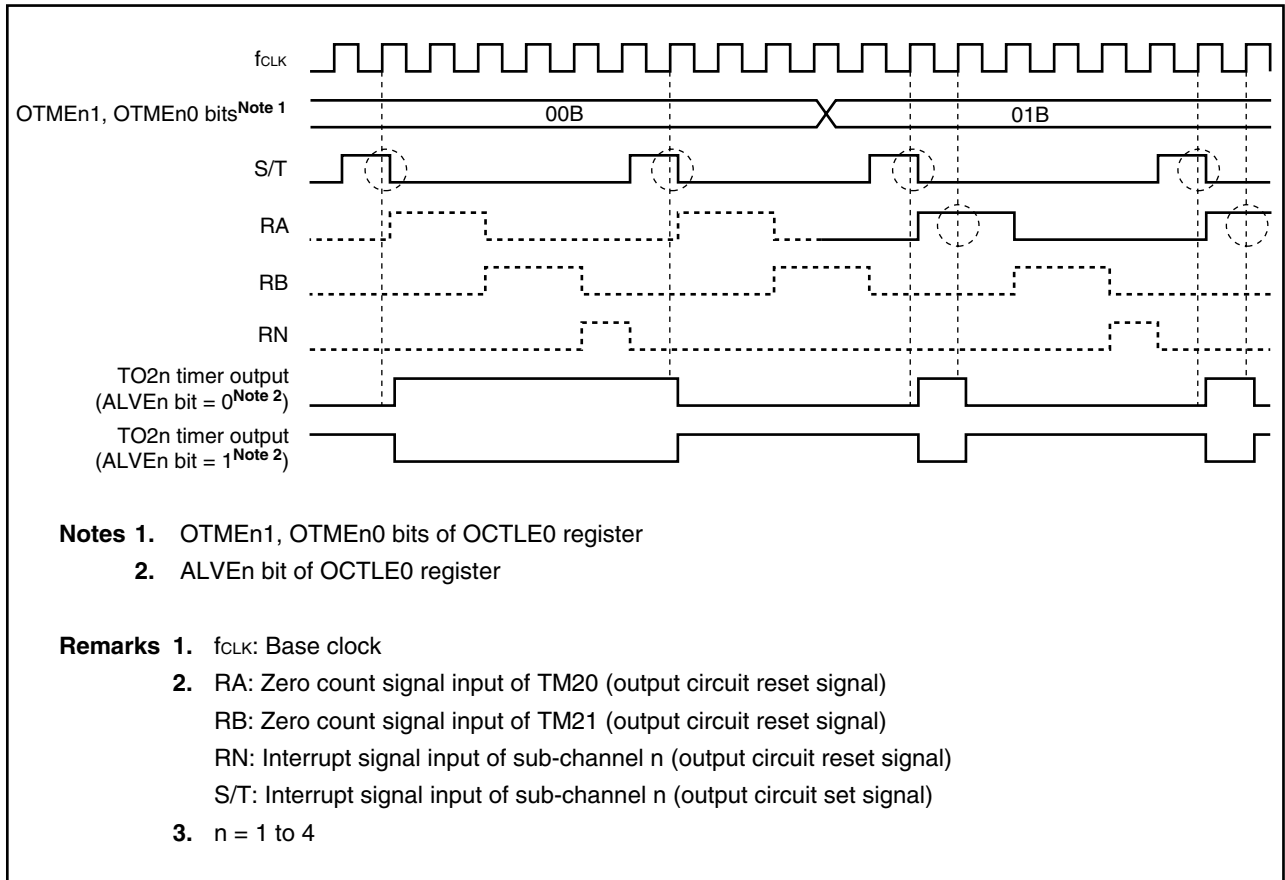 fCLK
OTMEn1, OTMEn0 bitsNote 1
00B
01B
S/T
RA
RB
RN
TO2n timer output
(ALVEn bit = 0Note 2)
TO2n timer output
(ALVEn bit = 1Note 2)
Notes 1. OTMEn1, OTMEn0 bits of OCTLE0 register
2. ALVEn bit of OCTLE0 register
Remarks 1. fCLK: Base clock
2. RA: Zero count signal input of TM20 (output circuit reset signal)
RB: Zero count signal input of TM21 (output circuit reset signal)
RN: Interrupt signal input of sub-channel n (output circuit reset signal)
S/T: Interrupt signal input of sub-channel n (output circuit set signal)
3. n = 1 to 4